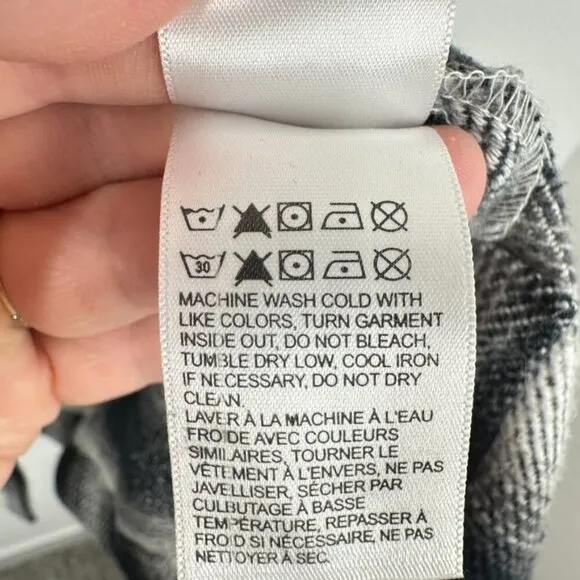 30
MACHINE WASH COLD WITH
LIKE COLORS, TURN GARMENT
INSIDE OUT, DO NOT BLEACH,
TUMBLE DRY LOW, COOL IRON
IF NECESSARY, DO NOT DRY
CLEAN.
LAVER À LA MACHINE À L'EAU
FROIDE AVEC COULEURS
SIMILAIRES, TOURNER LE
VÊTEMENT À L'ENVERS, NE PAS
JAVELLISER, SÉCHER PAR
CULBUTAGE À BASSE
TEMPÉRATURE, REPASSER À
FROID SI NÉCESSAIRE, NE PAS
NETTOYER À SEC.